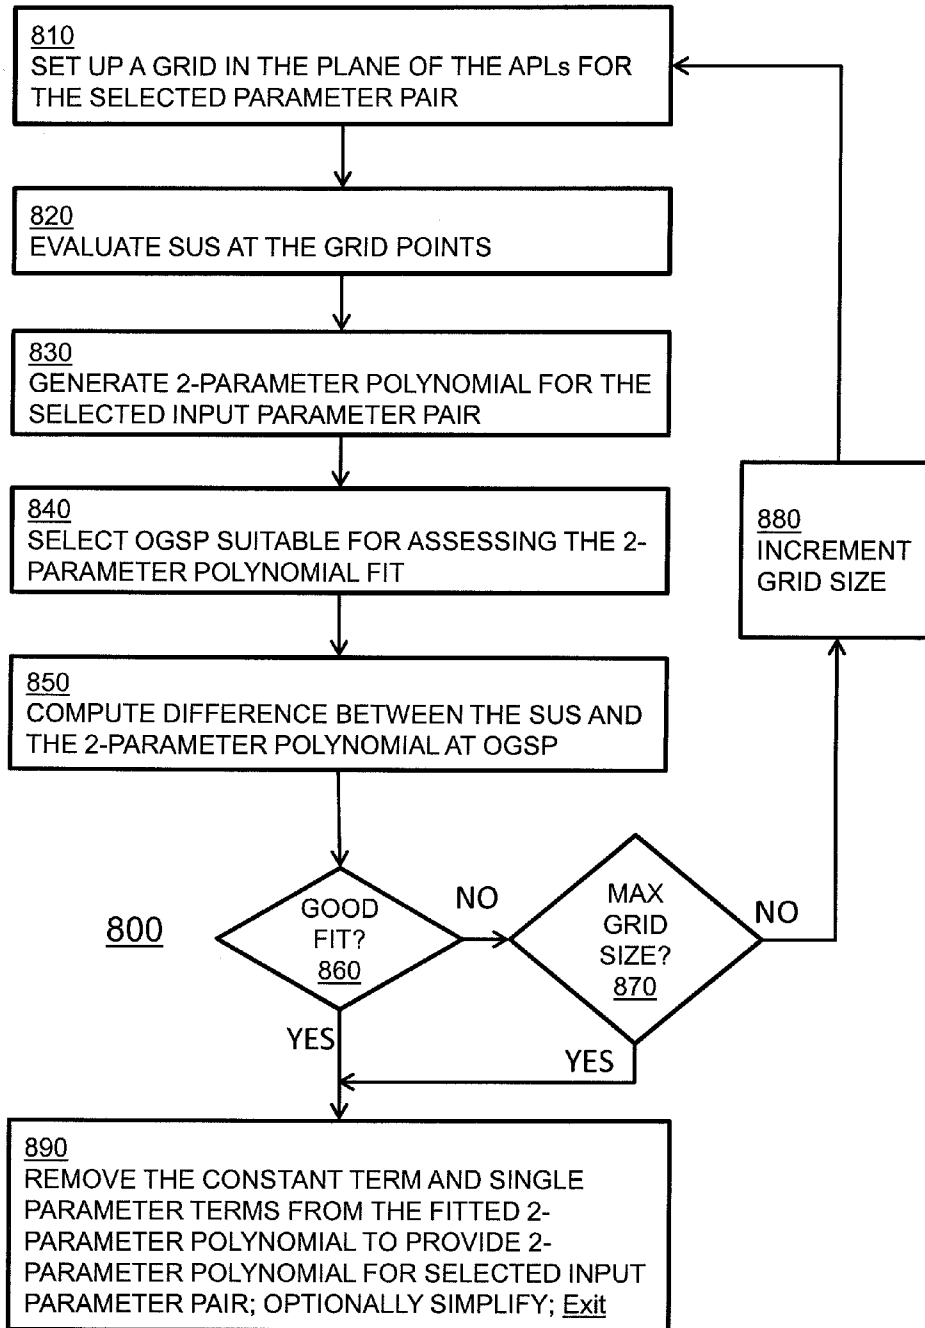 810
SET UP A GRID IN THE PLANE OF THE APLs FOR
THE SELECTED PARAMETER PAIR
820
EVALUATE SUS AT THE GRID POINTS
830
GENERATE 2-PARAMETER POLYNOMIAL FOR THE
SELECTED INPUT PARAMETER PAIR
840
SELECT OGSP SUITABLE FOR ASSESSING THE 2-
PARAMETER POLYNOMIAL FIT
880
INCREMENT
GRID SIZE
850
COMPUTE DIFFERENCE BETWEEN THE SUS AND
THE 2-PARAMETER POLYNOMIAL AT OGSP
800
GOOD
FIT?
860
NO
MAX
GRID
SIZE?
870
NO
YES
YES
890
REMOVE THE CONSTANT TERM AND SINGLE
PARAMETER TERMS FROM THE FITTED 2-
PARAMETER POLYNOMIAL TO PROVIDE 2-
PARAMETER POLYNOMIAL FOR SELECTED INPUT
PARAMETER PAIR; OPTIONALLY SIMPLIFY; Exit